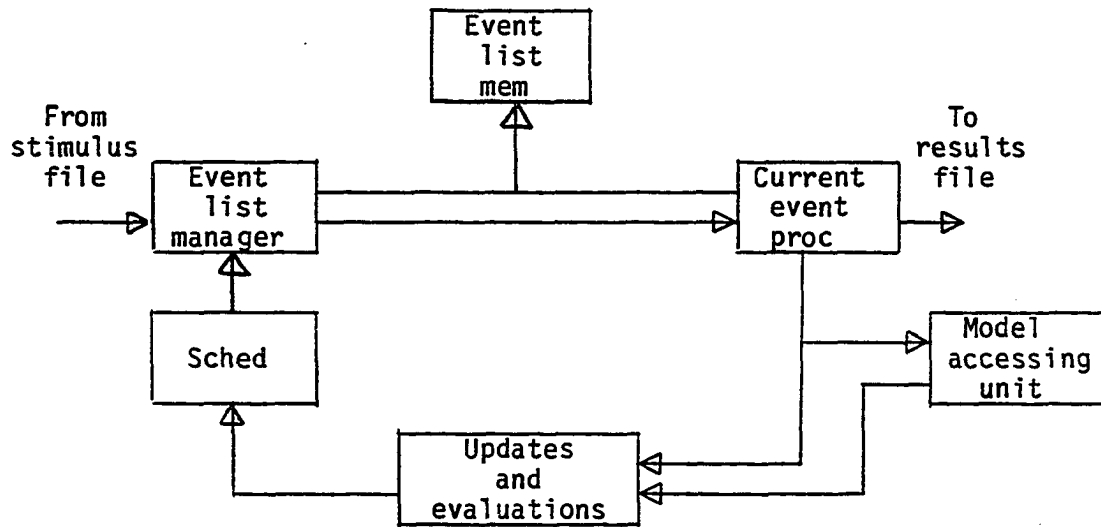 Event
list
mem
From
stimulus
file
Event
list
manager
Current
event
proc
To
results
file
Sched
Model
accessing
unit
Updates
and
evaluations